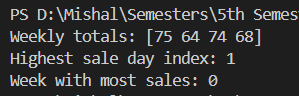 PS D:\Mishal\Semesters\5th Semes
Weekly totals: [75 64 74 68]
Highest sale day index: 1
Week with most sales: 0